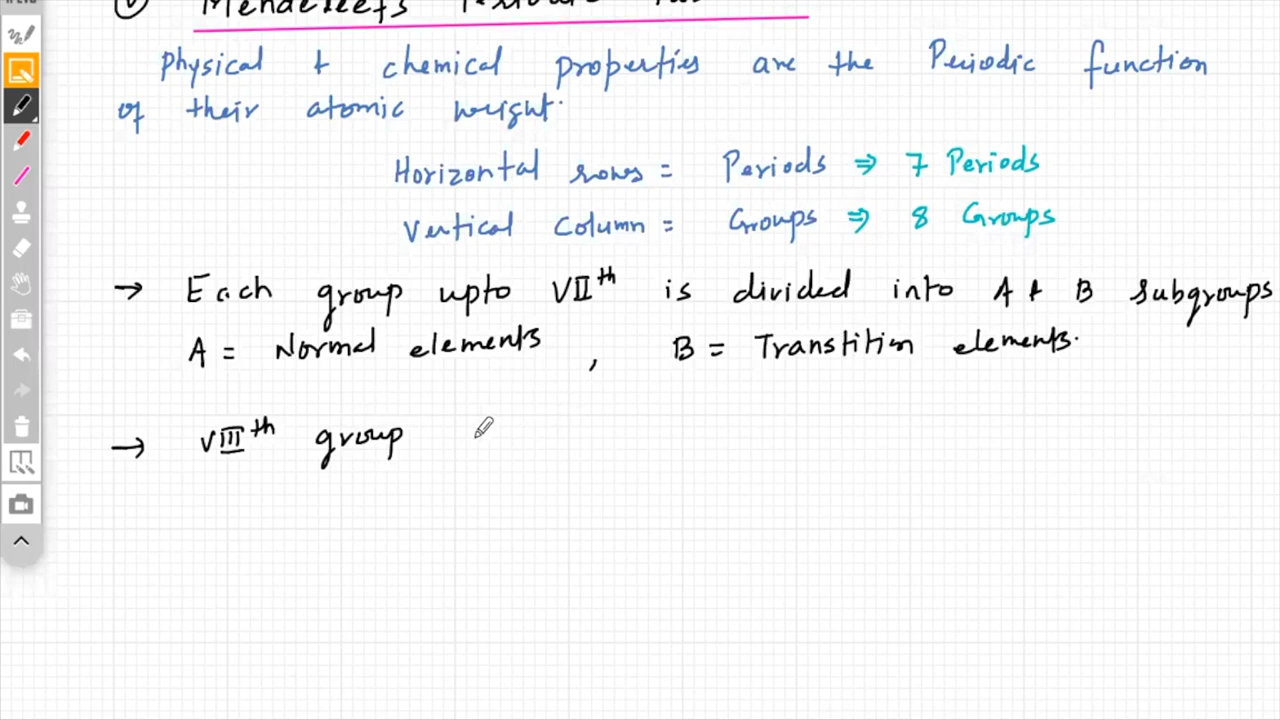 Physical + chemical properties are the Periodic function
of their atomic weight.
Horizontal rows = Periods ⇒ 7 Periods
Vertical Column = Groups ⇒ 8 Groups
→ Each group upto VIIth is divided into A & B subgroups
A = Normal elements , B = Transtition elements.
→ VIIIth group